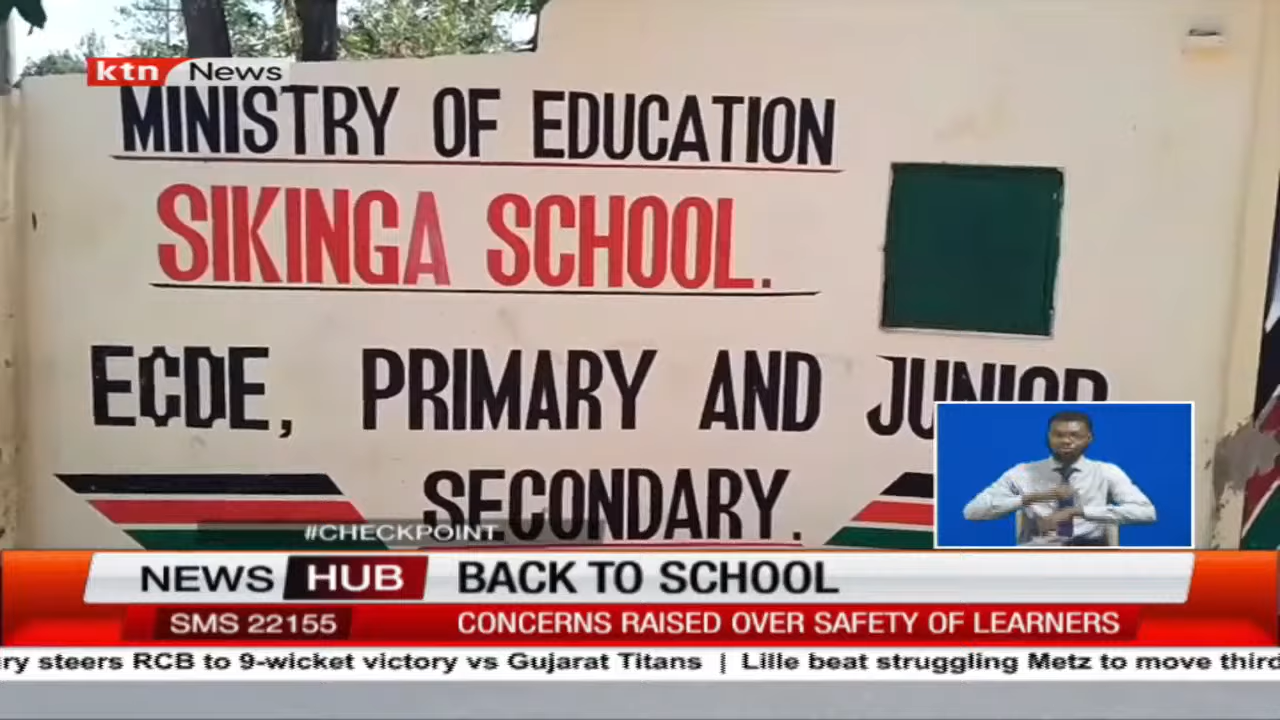 ktn News
MINISTRY OF EDUCATION
SIKINGA SCHOOL.
ECDE, PRIMARY AND JUNIOR
SECONDARY.
#CHECKPOINT
NEWS HUB BACK TO SCHOOL
SMS 22155 CONCERNS RAISED OVER SAFETY OF LEARNERS
steers RCB to 9-wicket victory vs Gujarat Titans | Lille beat struggling Metz to move third